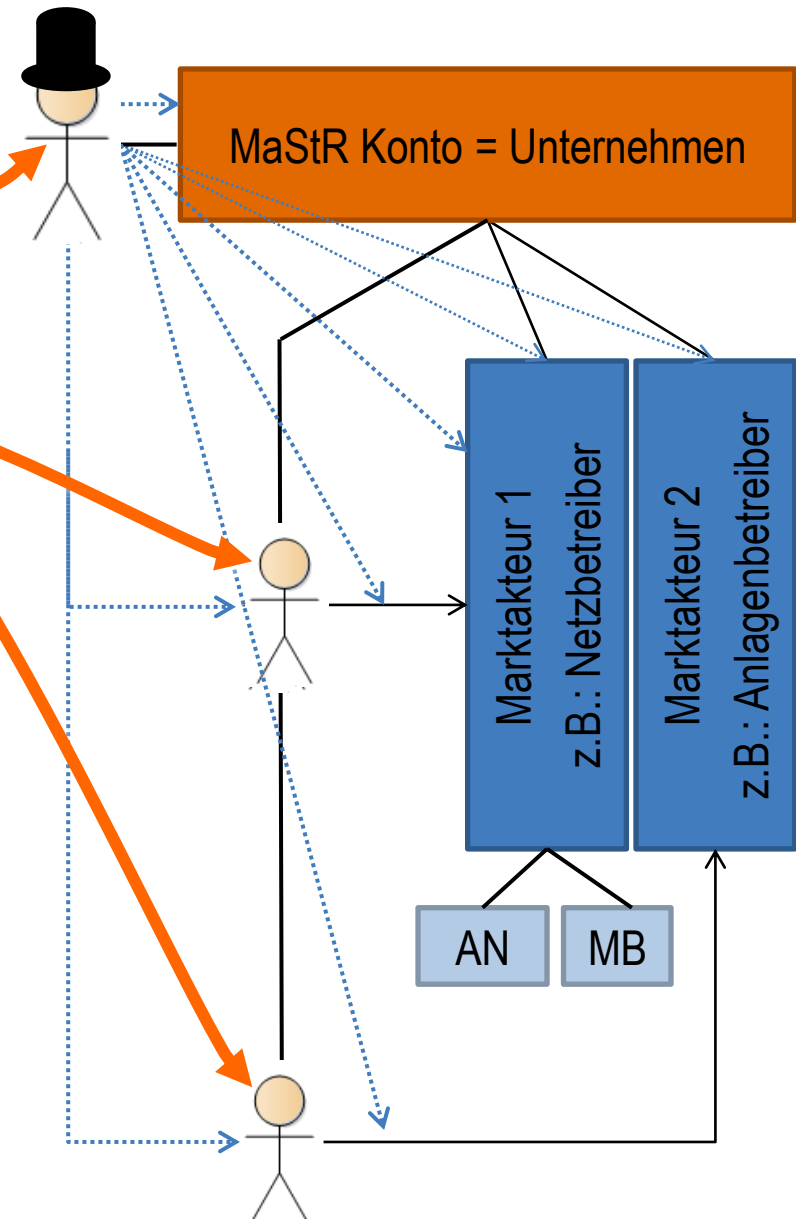 MaStR Konto = Unternehmen
Marktakteur 1
z.B.: Netzbetreiber
Marktakteur 2
z.B.: Anlagenbetreiber
AN
MB